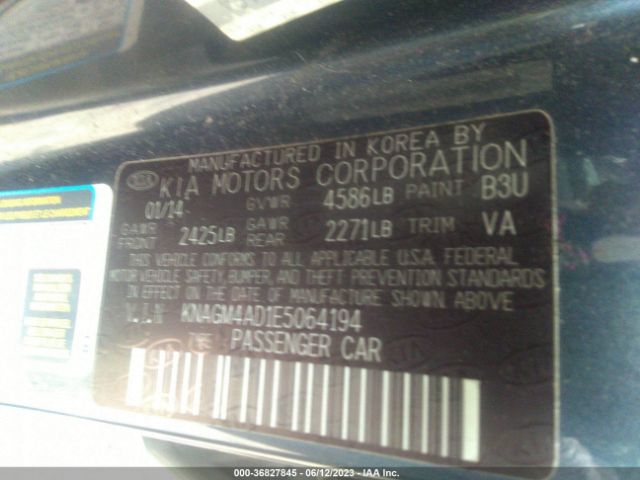 MANUFACTURED IN KOREA BY
KIA KIA MOTORS CORPORATION
01/14 GVWR 4586LB PAINT B3U
GAWR FRONT 2425LB GAWR REAR 2271LB TRIM VA
THIS VEHICLE CONFORMS TO ALL APPLICABLE U.S.A. FEDERAL
MOTOR VEHICLE SAFETY, BUMPER, AND THEFT PREVENTION STANDARDS
IN EFFECT ON THE DATE OF MANUFACTURE SHOWN ABOVE.
V.I.N KNAGM4AD1E5064194
TYPE PASSENGER CAR
000-36827845 - 06/12/2023 - IAA Inc.